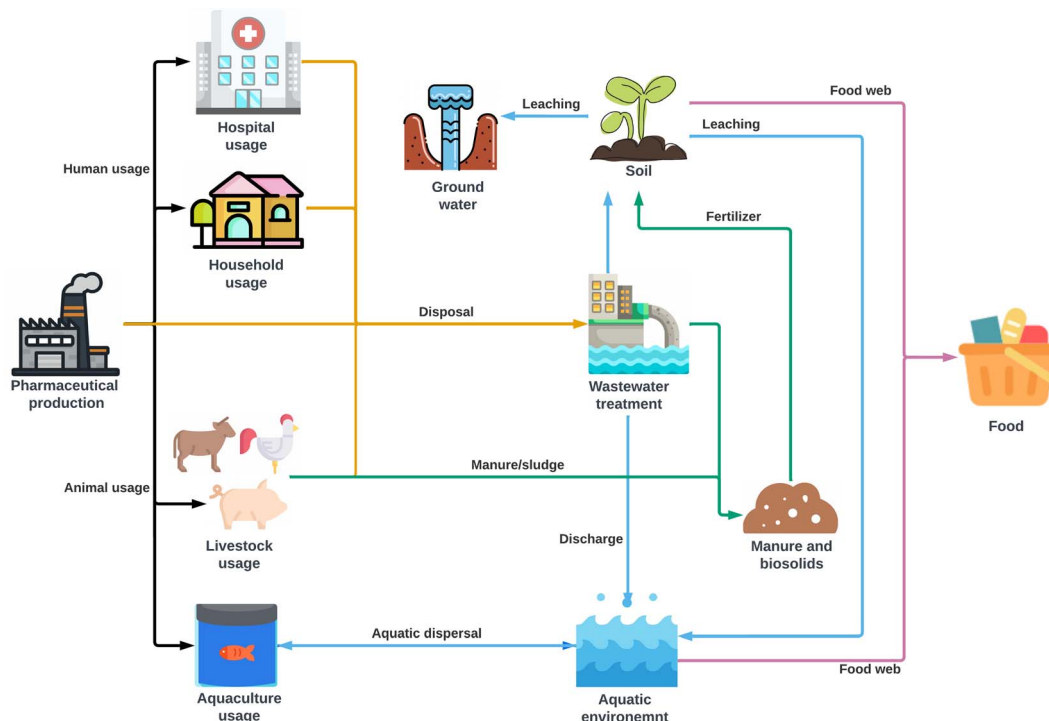 Hospital
usage
Human usage
Household
usage
Pharmaceutical
production
Animal usage
Livestock
usage
Aquaculture
usage
Leaching
Ground
water
Soil
Food web
Leaching
Fertilizer
Disposal
Wastewater
treatment
Manure/sludge
Discharge
Manure and
biosolids
Aquatic dispersal
Aquatic
environemnt
Food web
Food